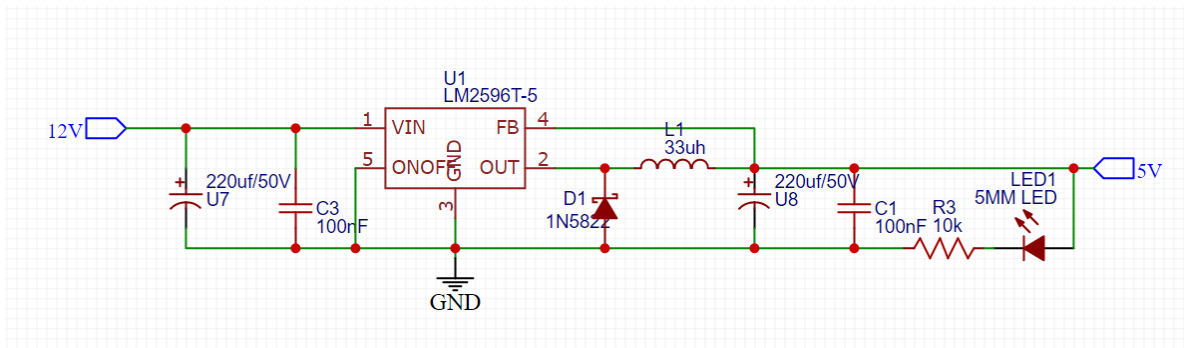 U1
LM2596T-5
12V
1
VIN
FB
4
5
ONOFF
GND
OUT
2
3
L1
33uh
5V
+
220uf/50V
U7
C3
100nF
D1
1N5822
+
220uf/50V
U8
C1
100nF
R3
10k
LED1
5MM LED
GND